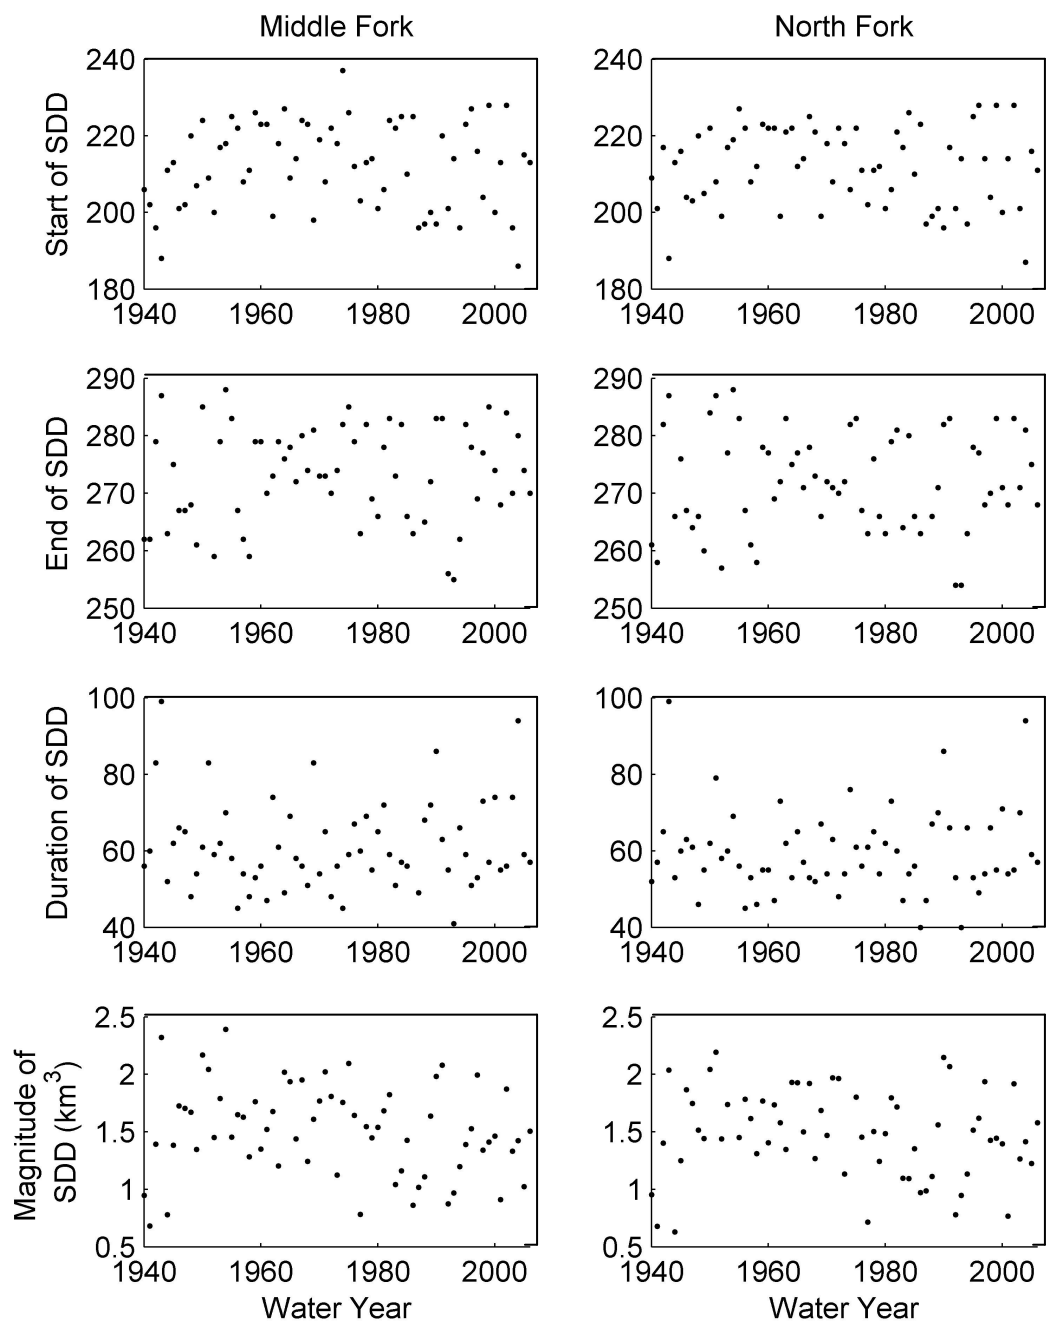 Middle Fork
North Fork
Start of SDD
240
220
200
180
1940 1960 1980 2000
240
220
200
180
1940 1960 1980 2000
End of SDD
290
280
270
260
250
1940 1960 1980 2000
290
280
270
260
250
1940 1960 1980 2000
Duration of SDD
100
80
60
40
1940 1960 1980 2000
100
80
60
40
1940 1960 1980 2000
Magnitude of
SDD (km³)
2.5
2
1.5
1
0.5
1940 1960 1980 2000
Water Year
2.5
2
1.5
1
0.5
1940 1960 1980 2000
Water Year